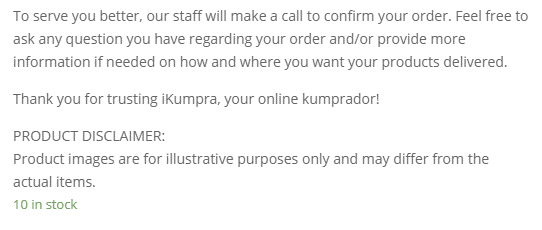 To serve you better, our staff will make a call to confirm your order. Feel free to
ask any question you have regarding your order and/or provide more
information if needed on how and where you want your products delivered.
Thank you for trusting iKumpra, your online kumprador!
PRODUCT DISCLAIMER:
Product images are for illustrative purposes only and may differ from the
actual items.
10 in stock